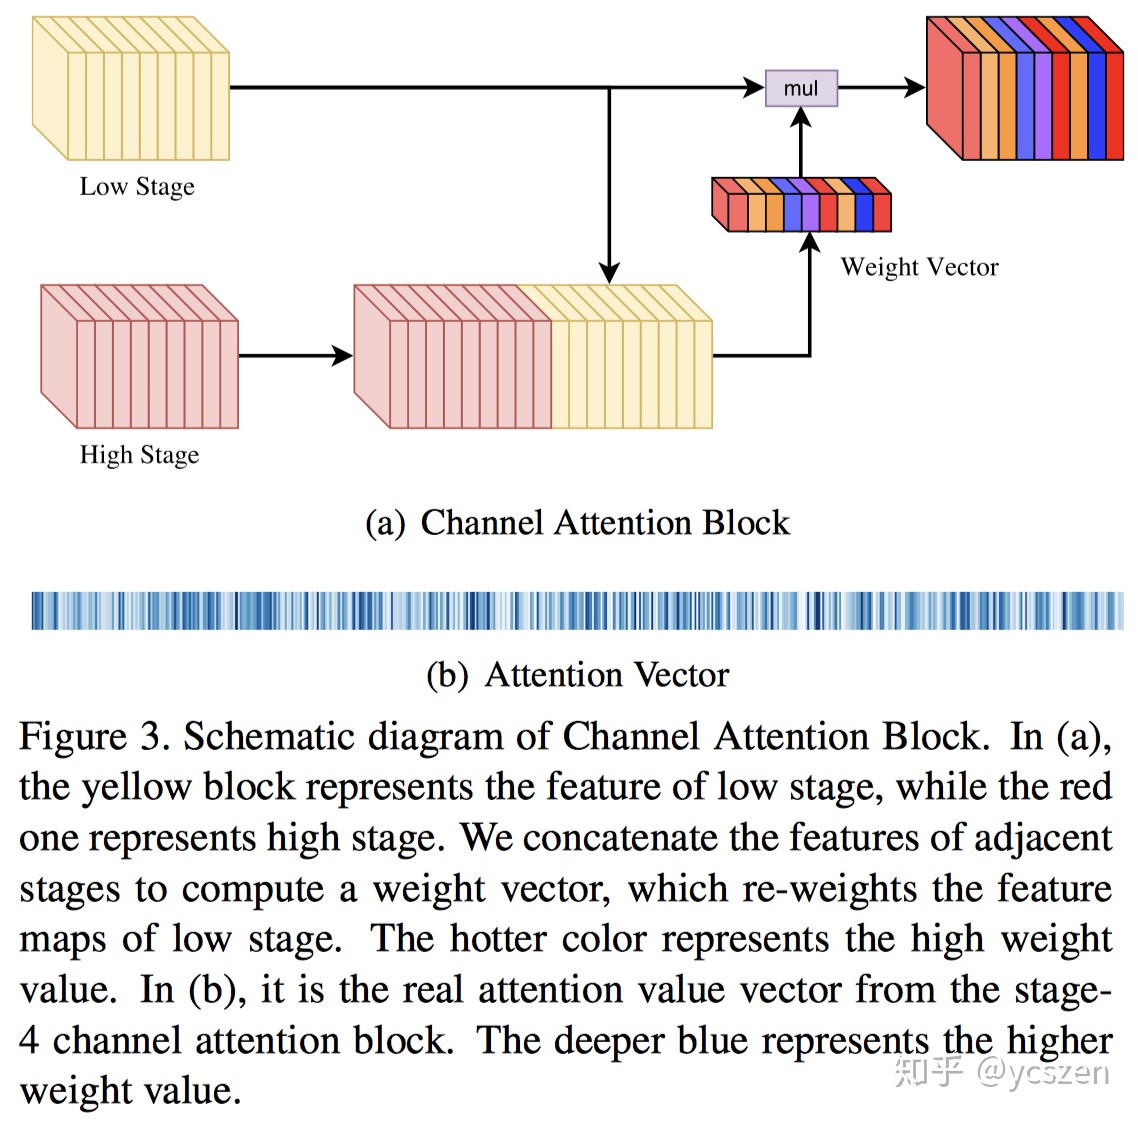 mul
Low Stage
Weight Vector
High Stage
(a) Channel Attention Block
(b) Attention Vector
Figure 3. Schematic diagram of Channel Attention Block. In (a),
the yellow block represents the feature of low stage, while the red
one represents high stage. We concatenate the features of adjacent
stages to compute a weight vector, which re-weights the feature
maps of low stage. The hotter color represents the high weight
value. In (b), it is the real attention value vector from the stage-
4 channel attention block. The deeper blue represents the higher
weight value.
知乎 @ycszen